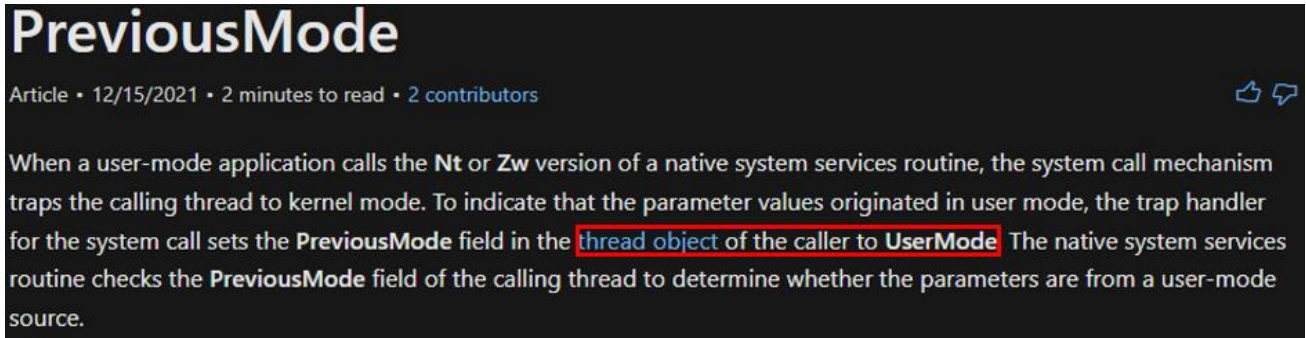 PreviousMode
Article • 12/15/2021 • 2 minutes to read • 2 contributors
When a user-mode application calls the Nt or Zw version of a native system services routine, the system call mechanism
traps the calling thread to kernel mode. To indicate that the parameter values originated in user mode, the trap handler
for the system call sets the PreviousMode field in the thread object of the caller to UserMode. The native system services
routine checks the PreviousMode field of the calling thread to determine whether the parameters are from a user-mode
source.